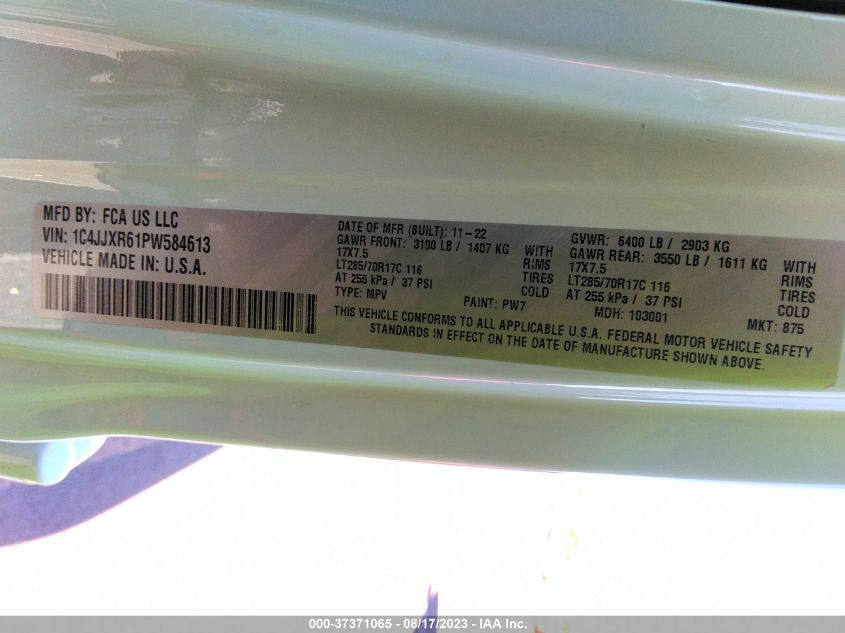 MFD BY: FCA US LLC
VIN: 1C4JJXR61PW584613
VEHICLE MADE IN: U.S.A.
DATE OF MFR (BUILT): 11-22
GAWR FRONT: 3100 LB / 1407 KG WITH
17X7.5 RIMS
LT285/70R17C 116 TIRES
AT 255 kPa / 37 PSI COLD
TYPE: MPV PAINT: PW7
GVWR: 6400 LB / 2903 KG
GAWR REAR: 3550 LB / 1611 KG WITH
17X7.5 RIMS
LT285/70R17C 116 TIRES
AT 255 kPa / 37 PSI COLD
MDH: 103001 MKT: 875
THIS VEHICLE CONFORMS TO ALL APPLICABLE U.S.A. FEDERAL MOTOR VEHICLE SAFETY
STANDARDS IN EFFECT ON THE DATE OF MANUFACTURE SHOWN ABOVE.
000-37371065 - 08/17/2023 - IAA Inc.